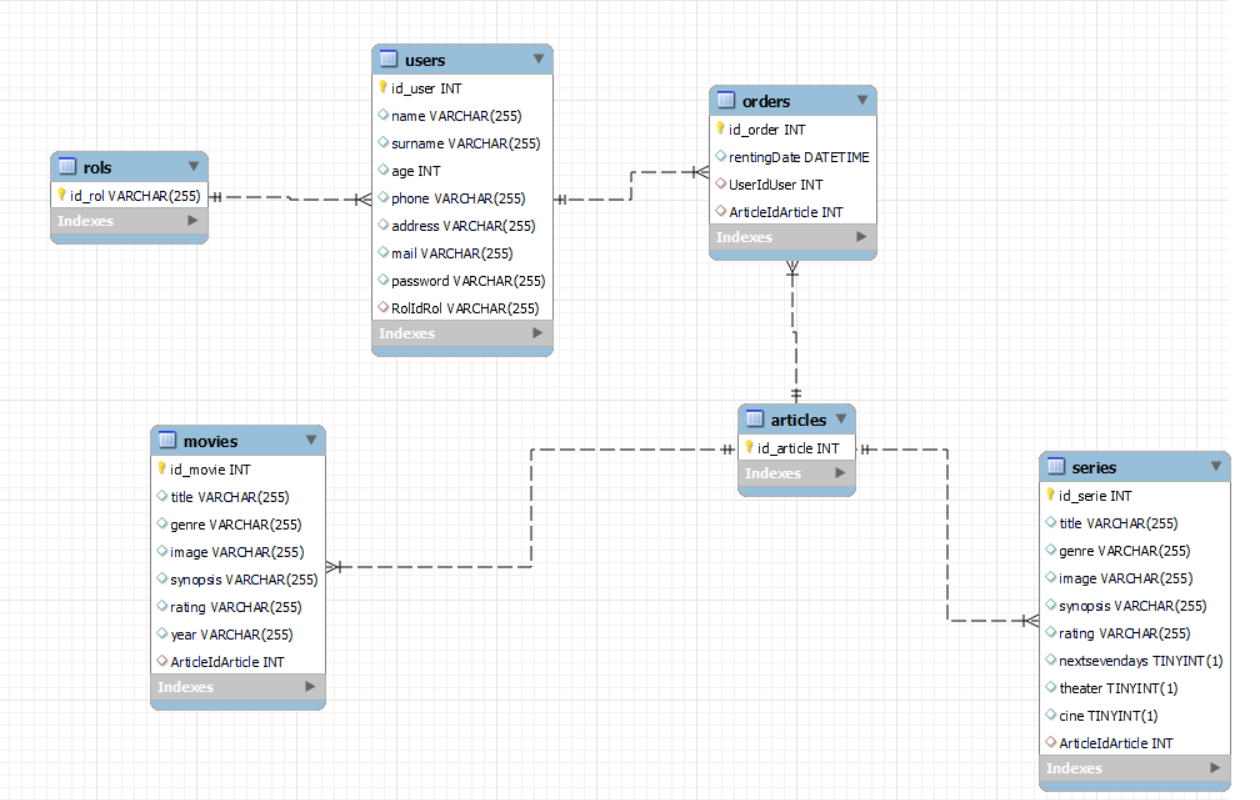 users
id_user INT
name VARCHAR(255)
surname VARCHAR(255)
age INT
phone VARCHAR(255)
address VARCHAR(255)
mail VARCHAR(255)
password VARCHAR(255)
RolIdRol VARCHAR(255)
Indexes
orders
id_order INT
rentingDate DATETIME
UserIdUser INT
ArticleIdArticle INT
Indexes
rols
id_rol VARCHAR(255)
Indexes
movies
id_movie INT
title VARCHAR(255)
genre VARCHAR(255)
image VARCHAR(255)
synopsis VARCHAR(255)
rating VARCHAR(255)
year VARCHAR(255)
ArticleIdArticle INT
Indexes
articles
id_article INT
Indexes
series
id_serie INT
title VARCHAR(255)
genre VARCHAR(255)
image VARCHAR(255)
synopsis VARCHAR(255)
rating VARCHAR(255)
nextsevendays TINYINT(1)
theater TINYINT(1)
cine TINYINT(1)
ArticleIdArticle INT
Indexes